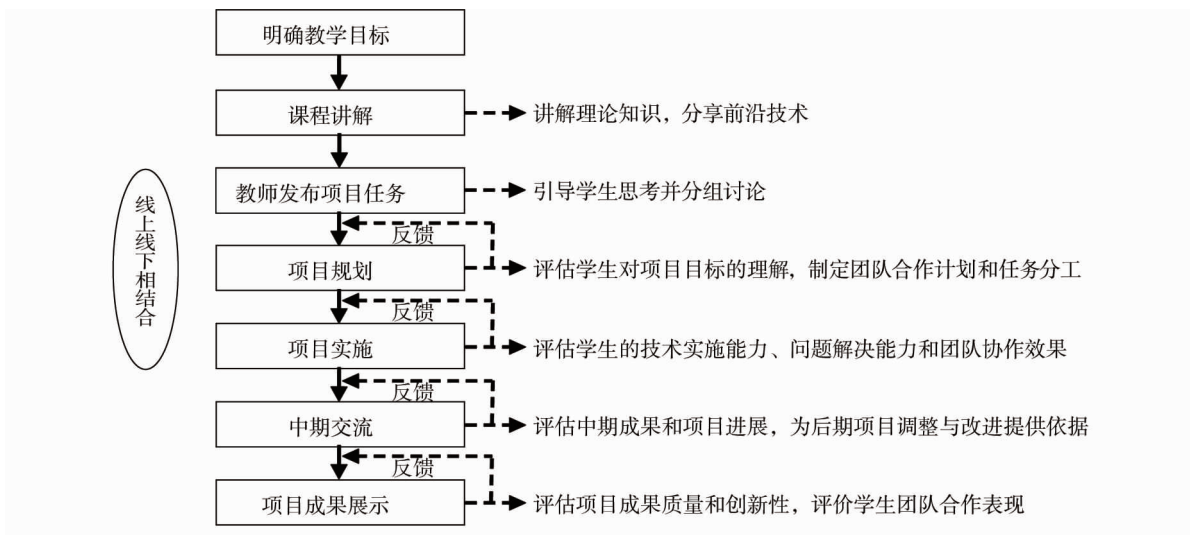 明确教学目标
课程讲解
讲解理论知识，分享前沿技术
教师发布项目任务
引导学生思考并分组讨论
反馈
项目规划
评估学生对项目目标的理解，制定团队合作计划和任务分工
线上线下相结合
反馈
项目实施
评估学生的技术实施能力、问题解决能力和团队协作效果
反馈
中期交流
评估中期成果和项目进展，为后期项目调整与改进提供依据
反馈
项目成果展示
评估项目成果质量和创新性，评价学生团队合作表现